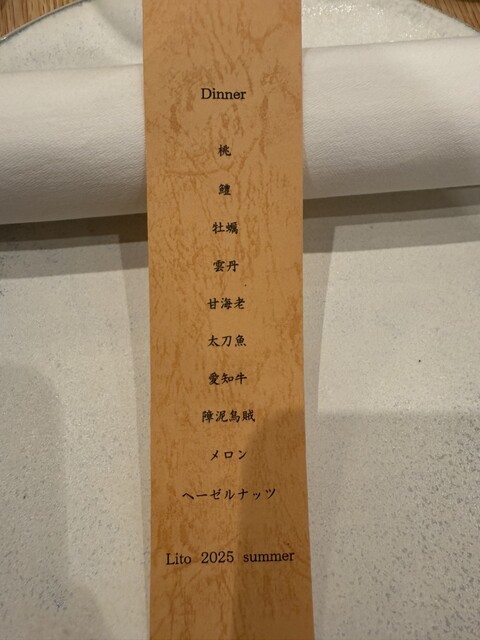 Dinner
桃
鱧
牡蠣
雲丹
甘海老
太刀魚
愛知牛
障泥烏賊
メロン
ヘーゼルナッツ
Lito 2025 summer